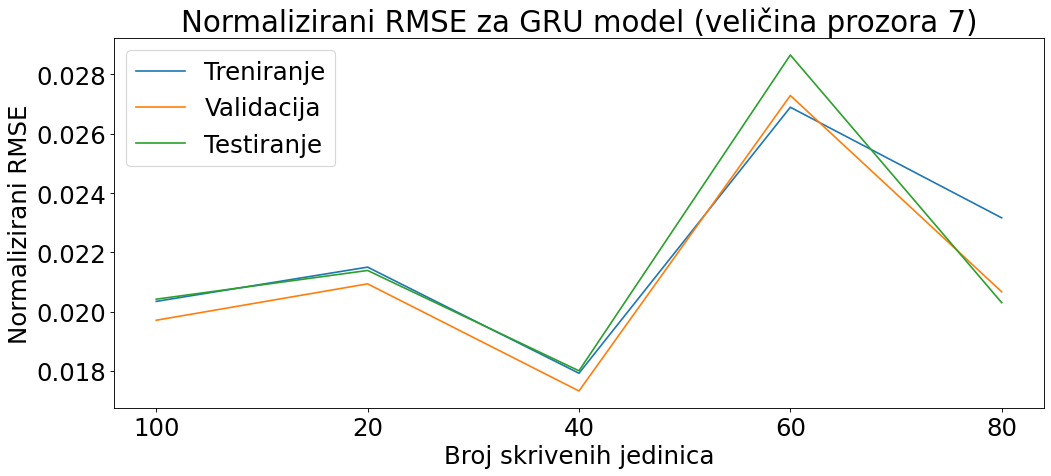 Normalizirani RMSE za GRU model (veličina prozora 7)
Treniranje
Validacija
Testiranje
Normalizirani RMSE
0.028
0.026
0.024
0.022
0.020
0.018
100 20 40 60 80
Broj skrivenih jedinica